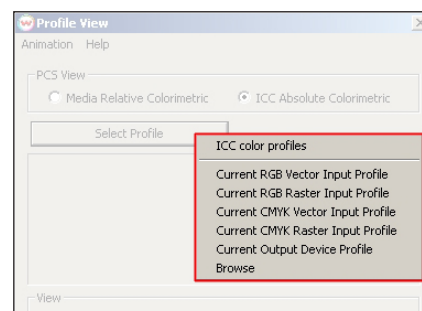 Profile View
Animation Help
PCS View
Media Relative Colorimetric ICC Absolute Colorimetric
Select Profile
ICC color profiles
Current RGB Vector Input Profile
Current RGB Raster Input Profile
Current CMYK Vector Input Profile
Current CMYK Raster Input Profile
Current Output Device Profile
Browse
View